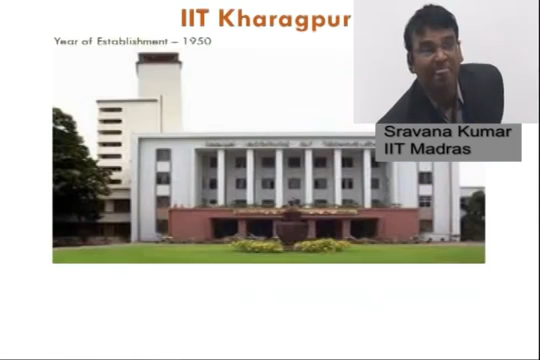 IIT Kharagpur
Year of Establishment – 1950
Sravana Kumar
IIT Madras